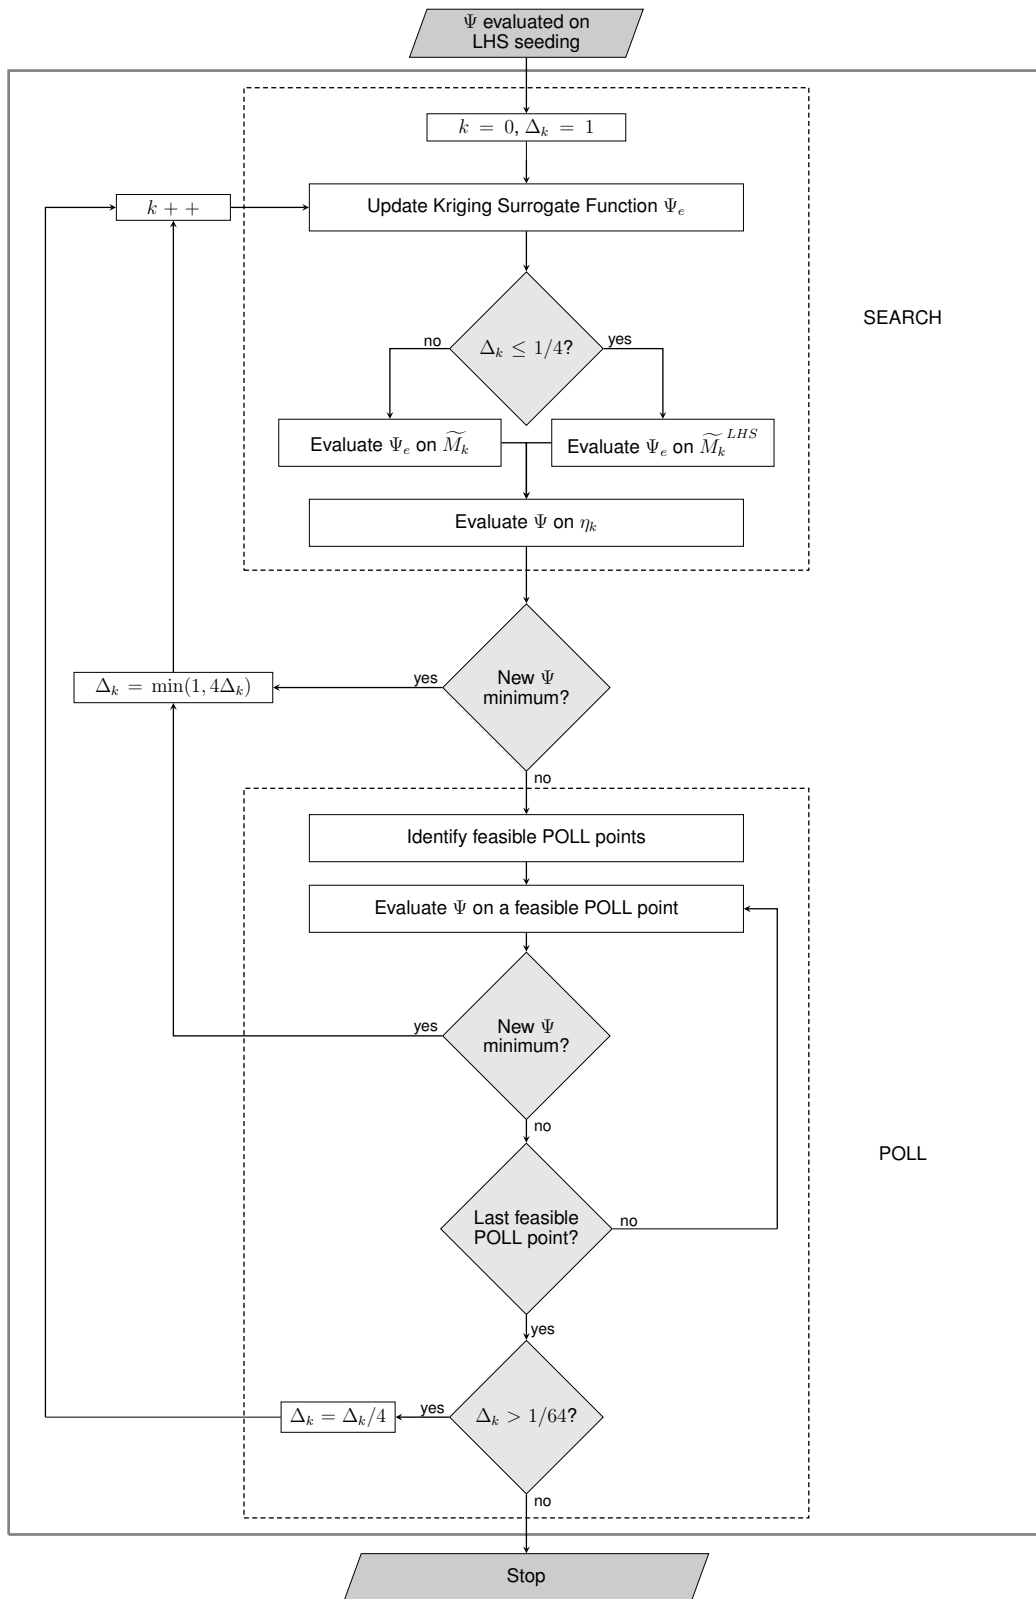 Ψ evaluated on
LHS seeding
k = 0, Δ_k = 1
k + +
Update Kriging Surrogate Function Ψ_e
SEARCH
no
Δ_k ≤ 1/4?
yes
Evaluate Ψ_e on M̃_k
Evaluate Ψ_e on M̃_k^{LHS}
Evaluate Ψ on η_k
Δ_k = min(1, 4Δ_k)
yes
New Ψ
minimum?
no
Identify feasible POLL points
Evaluate Ψ on a feasible POLL point
yes
New Ψ
minimum?
no
POLL
Last feasible
POLL point?
no
yes
Δ_k = Δ_k/4
yes
Δ_k > 1/64?
no
Stop